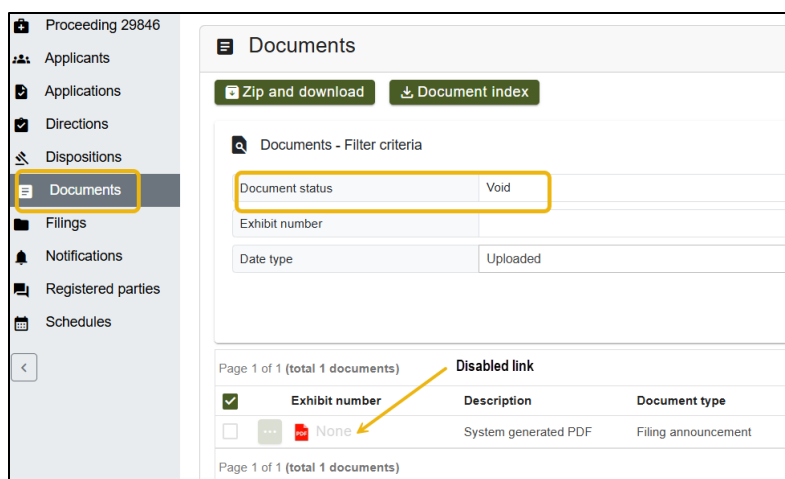 Proceeding 29846
Applicants
Applications
Directions
Dispositions
Documents
Filings
Notifications
Registered parties
Schedules
Documents
Zip and download
Document index
Documents - Filter criteria
Document status Void
Exhibit number
Date type Uploaded
Page 1 of 1 (total 1 documents)
Disabled link
Exhibit number Description Document type
PDF None System generated PDF Filing announcement
Page 1 of 1 (total 1 documents)